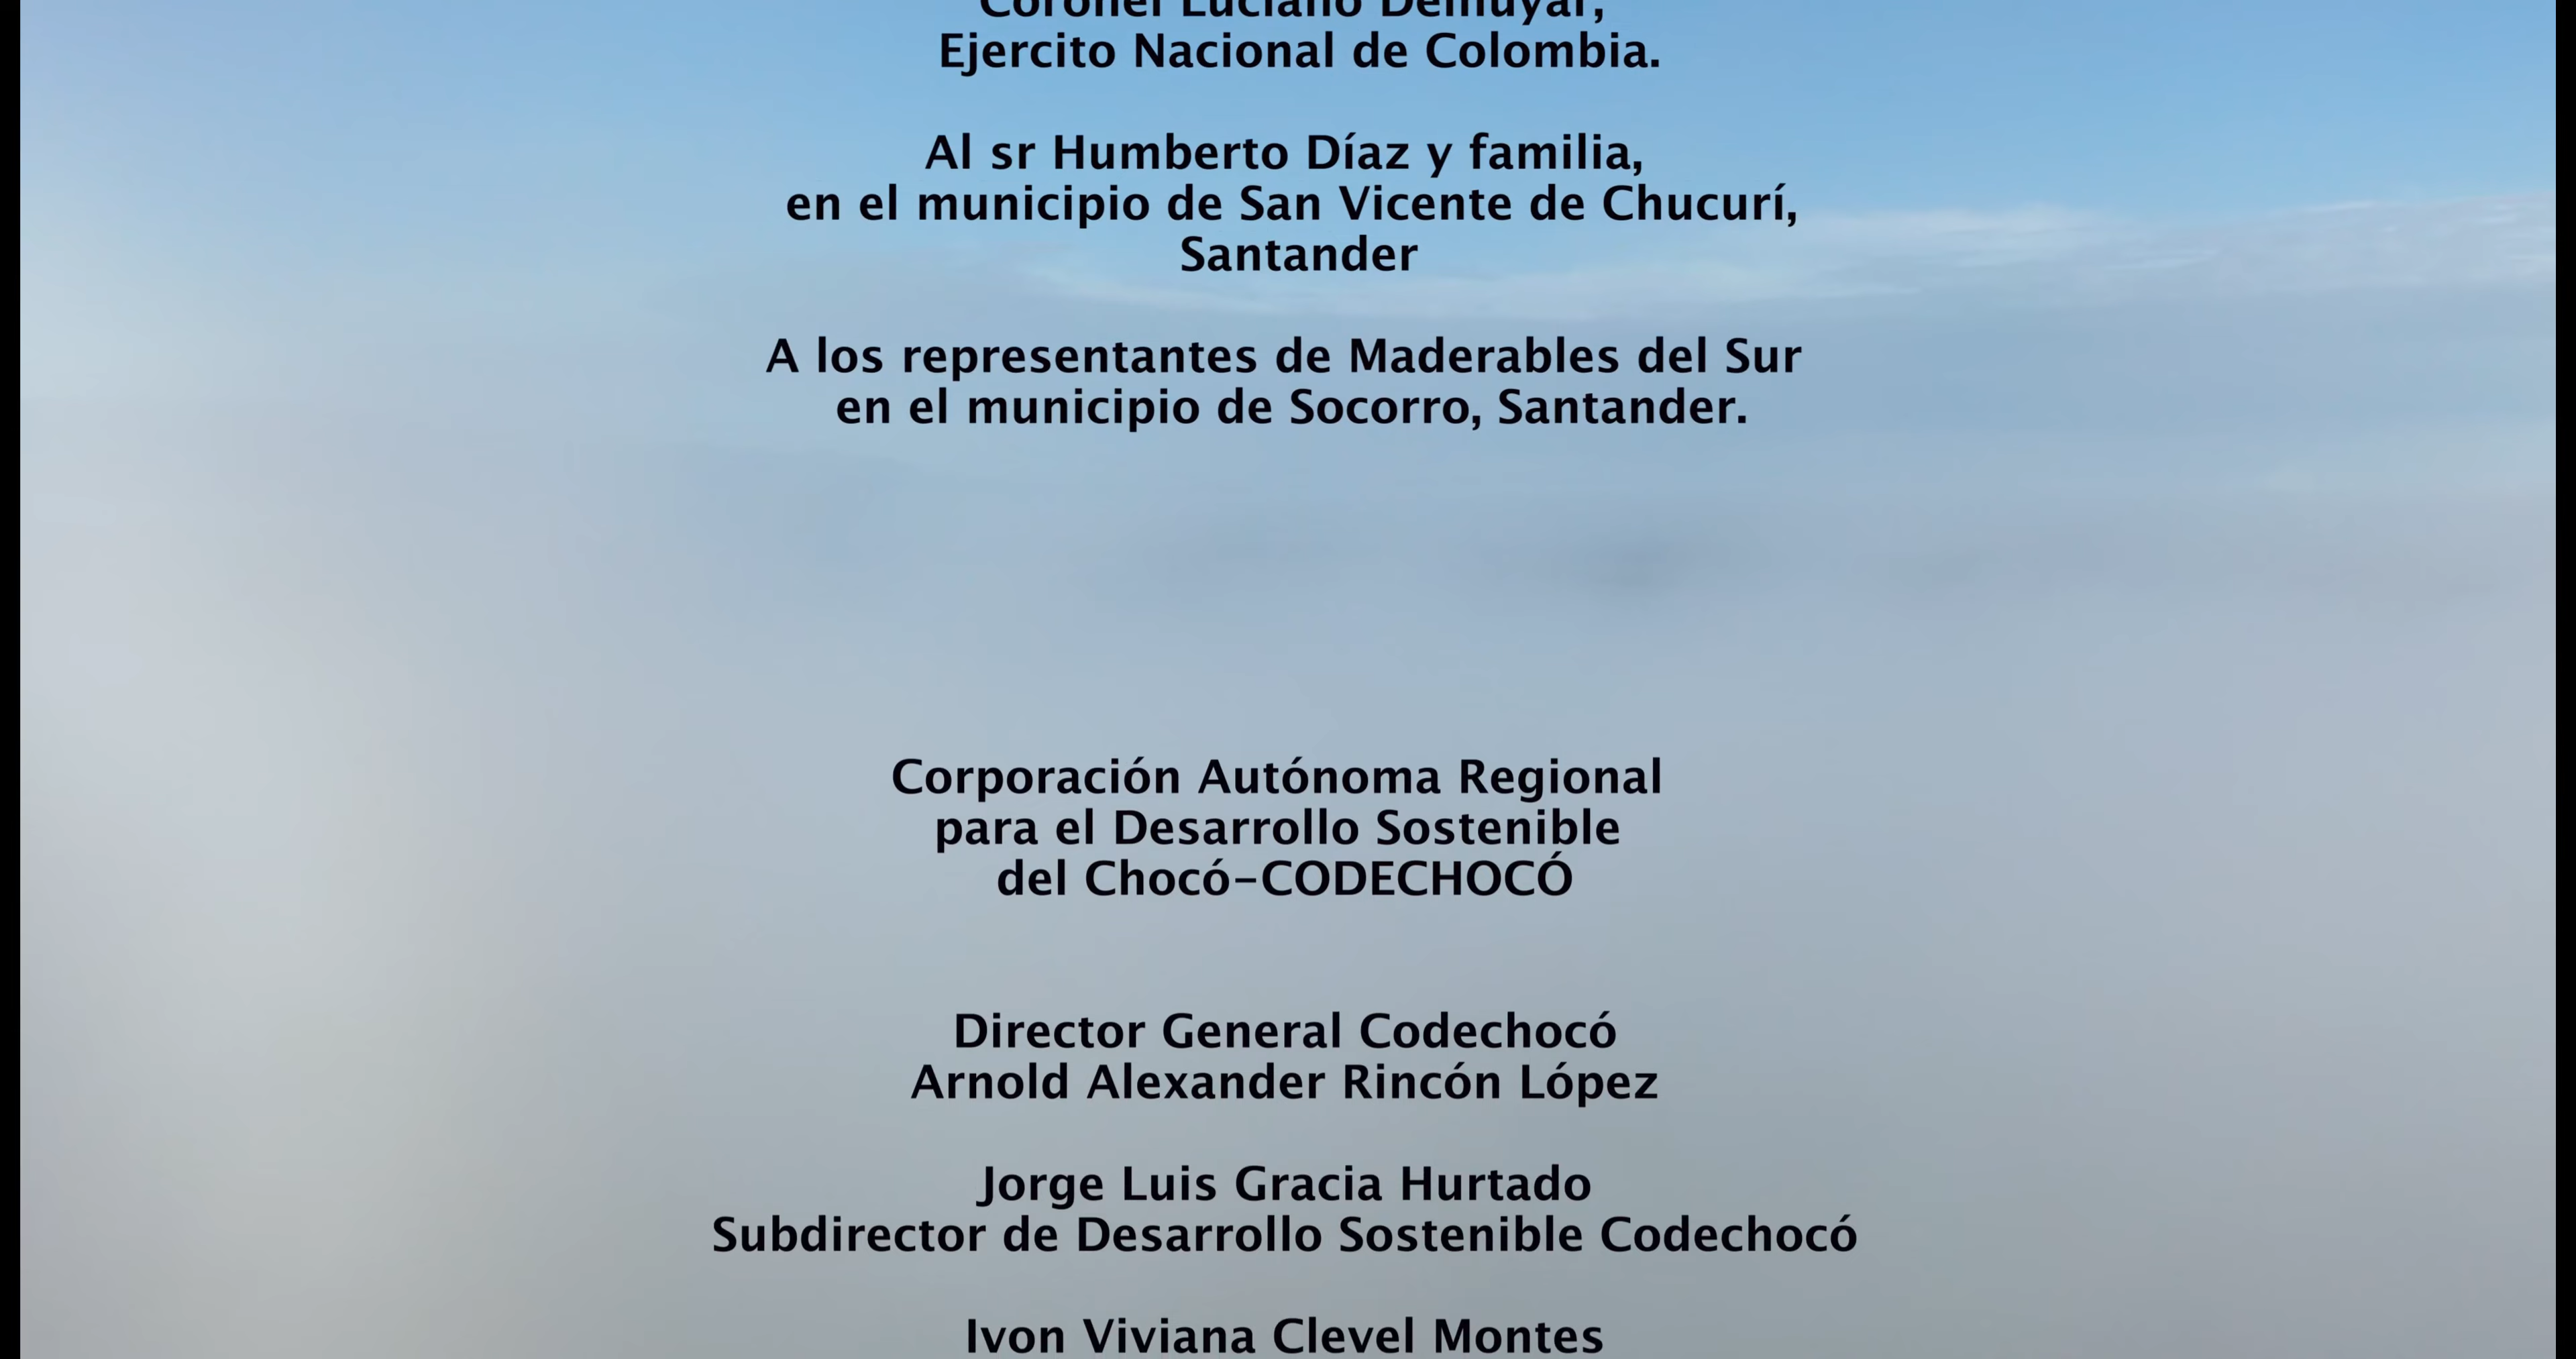 Coronel Luciano
Ejercito Nacional de Colombia.
Al sr Humberto Díaz y familia,
en el municipio de San Vicente de Chucurí,
Santander
A los representantes de Maderables del Sur
en el municipio de Socorro, Santander.
Corporación Autónoma Regional
para el Desarrollo Sostenible
del Chocó–CODECHOCÓ
Director General Codechocó
Arnold Alexander Rincón López
Jorge Luis Gracia Hurtado
Subdirector de Desarrollo Sostenible Codechocó
Ivon Viviana Clevel Montes